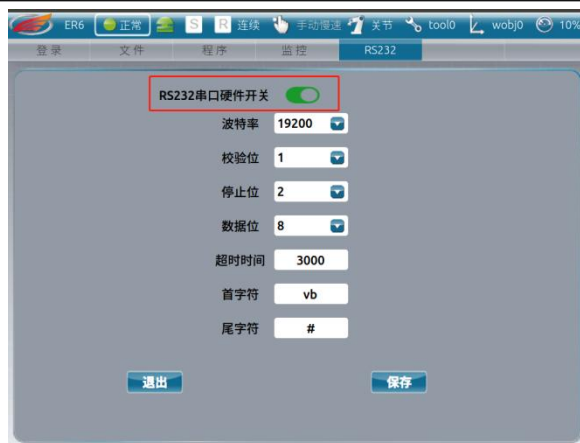 ER6 正常 S R 连续 手动慢速 关节 tool0 wobj0 10%
登录 文件 程序 监控 RS232
RS232串口硬件开关
波特率 19200
校验位 1
停止位 2
数据位 8
超时时间 3000
首字符 vb
尾字符 #
退出 保存